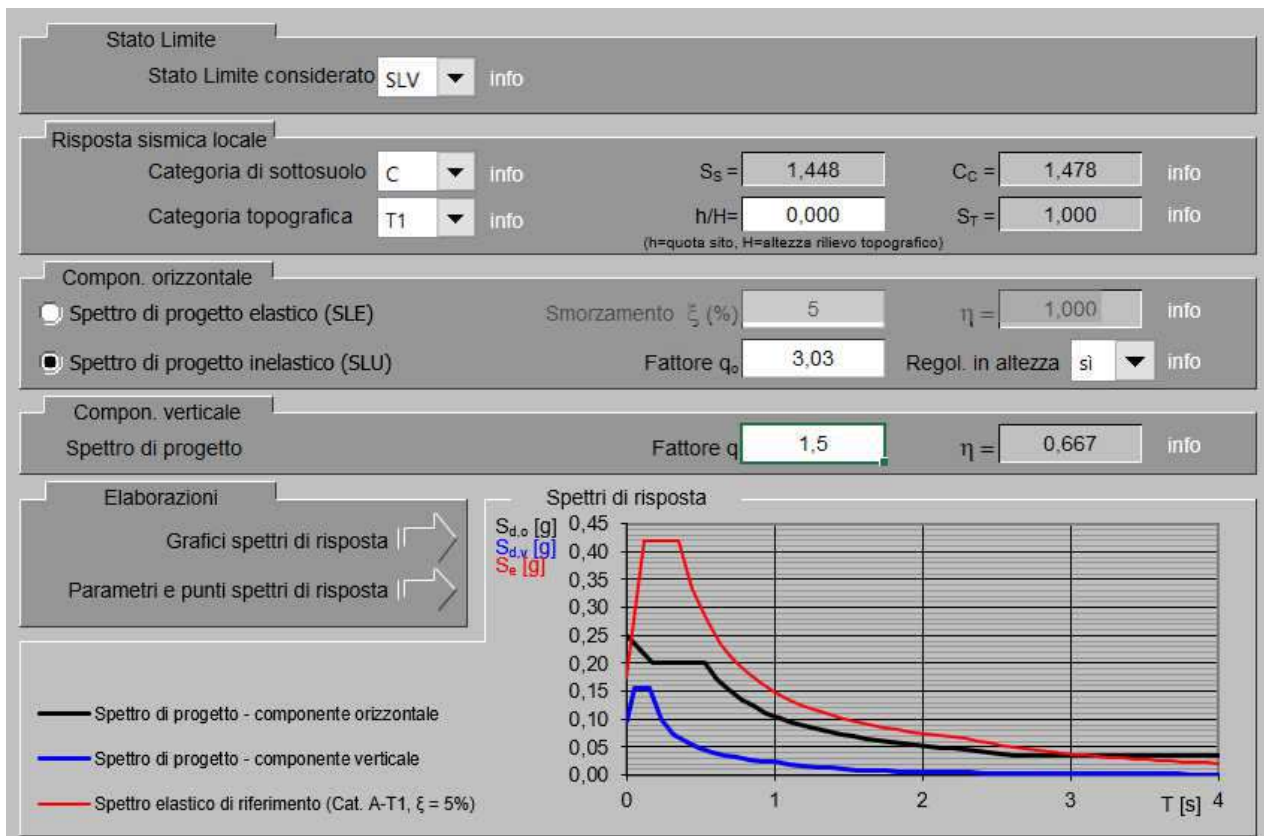 Stato Limite
Stato Limite considerato SLV info
Risposta sismica locale
Categoria di sottosuolo C info S_S = 1,448 C_C = 1,478 info
Categoria topografica T1 info h/H= 0,000 S_T = 1,000 info
(h=quota sito, H=altezza rilievo topografico)
Compon. orizzontale
Spettro di progetto elastico (SLE) Smorzamento ξ (%) 5 η = 1,000 info
Spettro di progetto inelastico (SLU) Fattore q_o 3,03 Regol. in altezza sì info
Compon. verticale
Spettro di progetto Fattore q 1,5 η = 0,667 info
Elaborazioni
Grafici spettri di risposta
Parametri e punti spettri di risposta
Spettri di risposta
S_d,o [g]
S_d,v [g]
S_e [g]
0,45
0,40
0,35
0,30
0,25
0,20
0,15
0,10
0,05
0,00
0 1 2 3 T [s] 4
Spettro di progetto - componente orizzontale
Spettro di progetto - componente verticale
Spettro elastico di riferimento (Cat. A-T1, ξ = 5%)